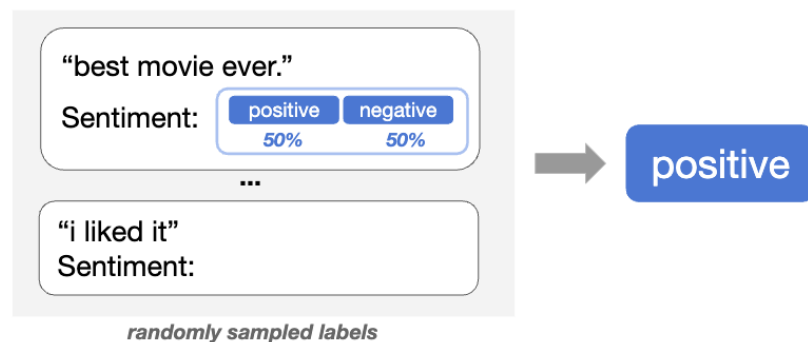 “best movie ever.”
Sentiment: positive negative
50% 50%
...
“i liked it”
Sentiment:
positive
randomly sampled labels